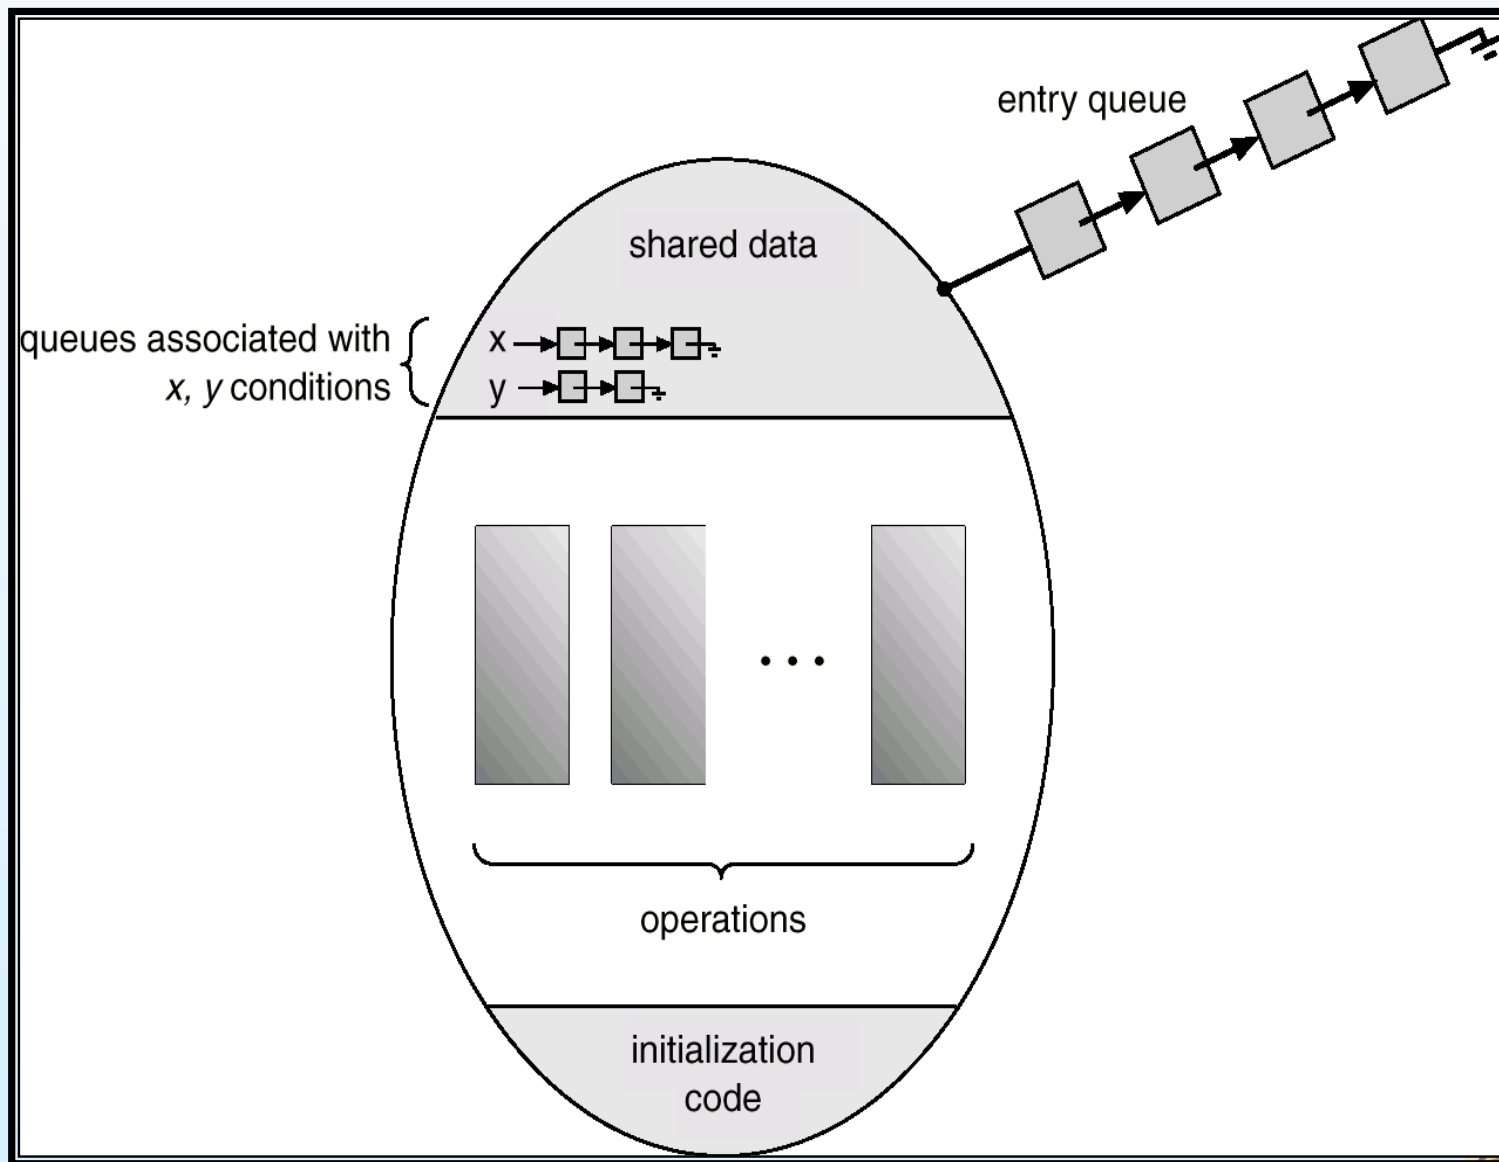 entry queue
shared data
queues associated with
x, y conditions
x
y
. . .
operations
initialization
code